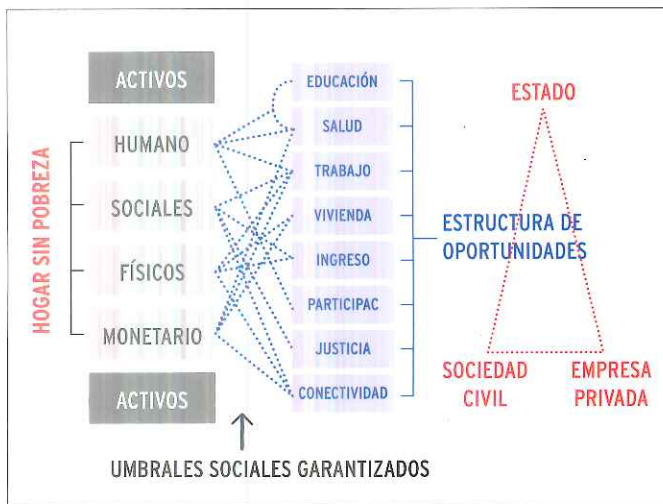 ACTIVOS
HOGAR SIN POBREZA
HUMANO
SOCIALES
FÍSICOS
MONETARIO
ACTIVOS
UMBRALES SOCIALES GARANTIZADOS
EDUCACIÓN
SALUD
TRABAJO
VIVIENDA
INGRESO
PARTICIPAC
JUSTICIA
CONECTIVIDAD
ESTRUCTURA DE
OPORTUNIDADES
ESTADO
SOCIEDAD
CIVIL
EMPRESA
PRIVADA